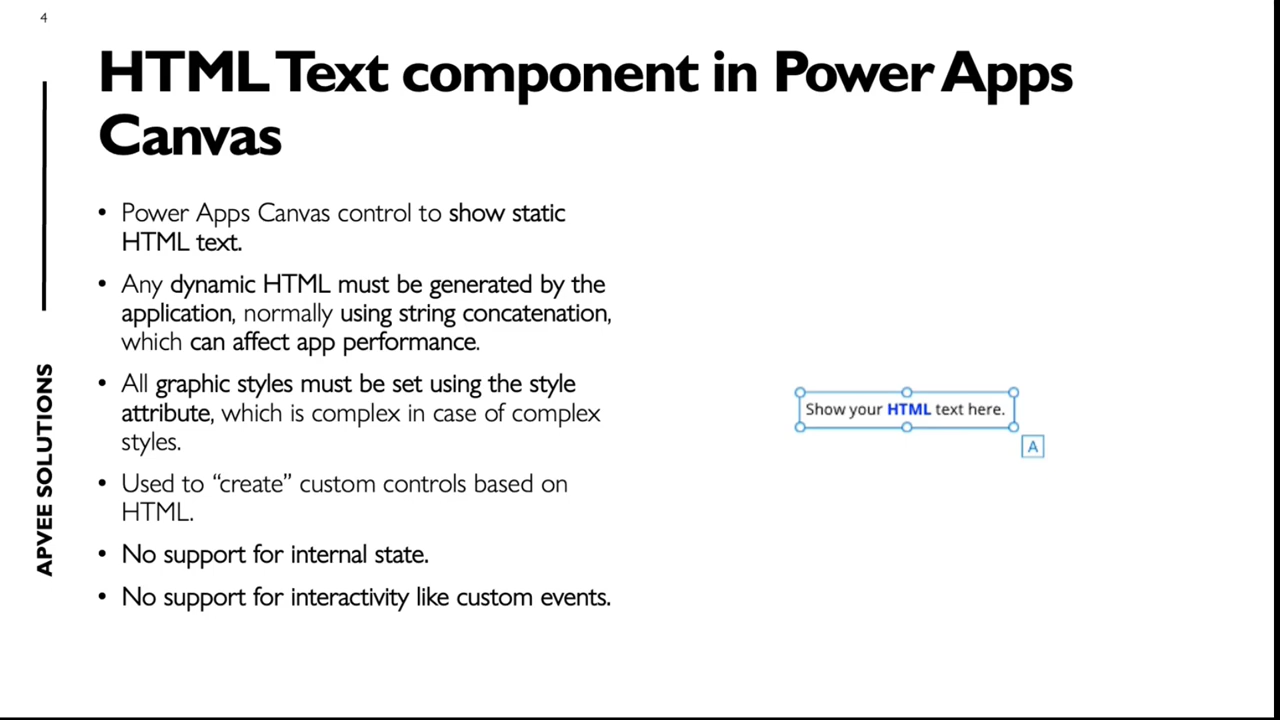 4
HTML Text component in Power Apps
Canvas
• Power Apps Canvas control to show static
HTML text.
• Any dynamic HTML must be generated by the
application, normally using string concatenation,
which can affect app performance.
• All graphic styles must be set using the style
attribute, which is complex in case of complex
styles.
• Used to “create” custom controls based on
HTML.
• No support for internal state.
• No support for interactivity like custom events.
Show your HTML text here.
A
APVEE SOLUTIONS